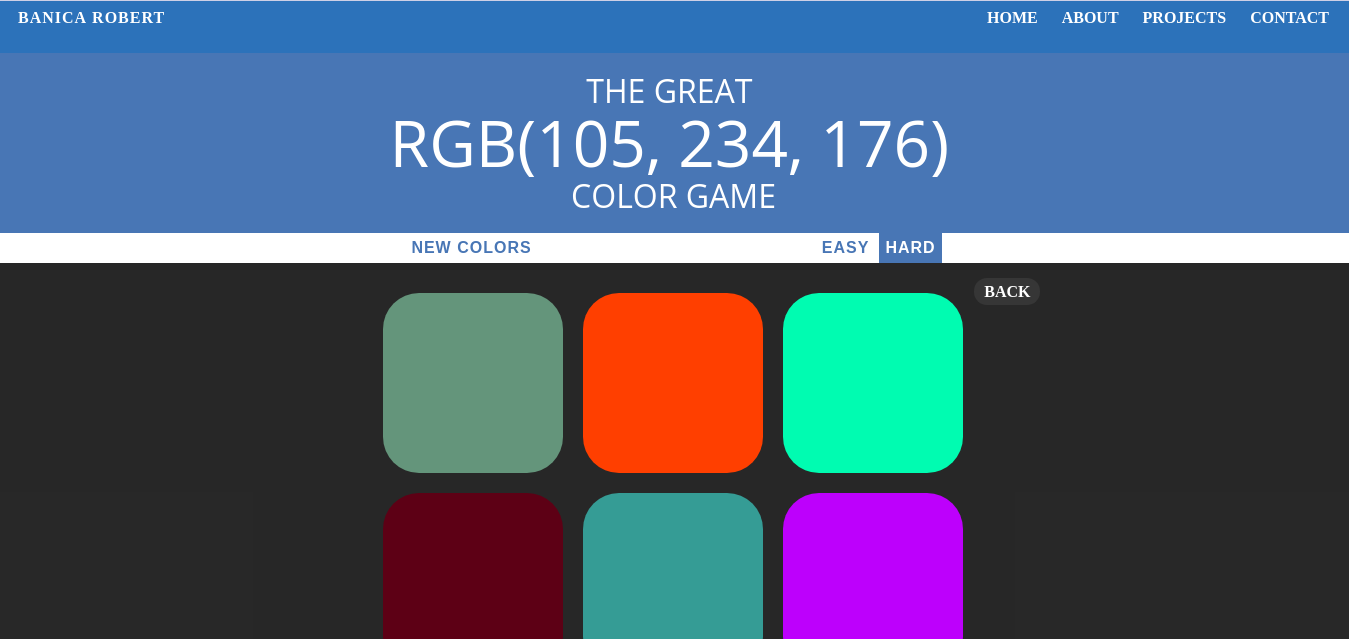 BANICA ROBERT HOME ABOUT PROJECTS CONTACT
THE GREAT
RGB(105, 234, 176)
COLOR GAME
NEW COLORS EASY HARD
BACK